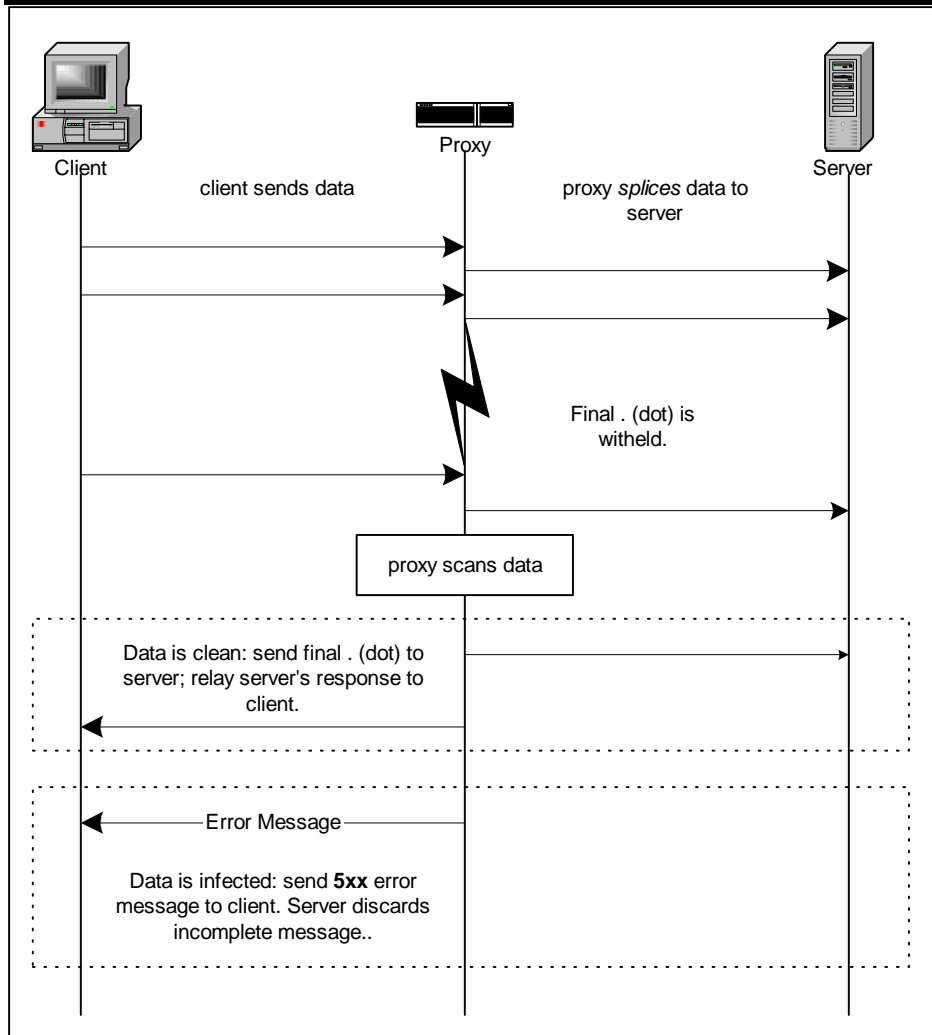 Client
Proxy
Server
client sends data
proxy splices data to
server
Final . (dot) is
witheld.
proxy scans data
Data is clean: send final . (dot) to
server; relay server's response to
client.
Error Message
Data is infected: send 5xx error
message to client. Server discards
incomplete message..